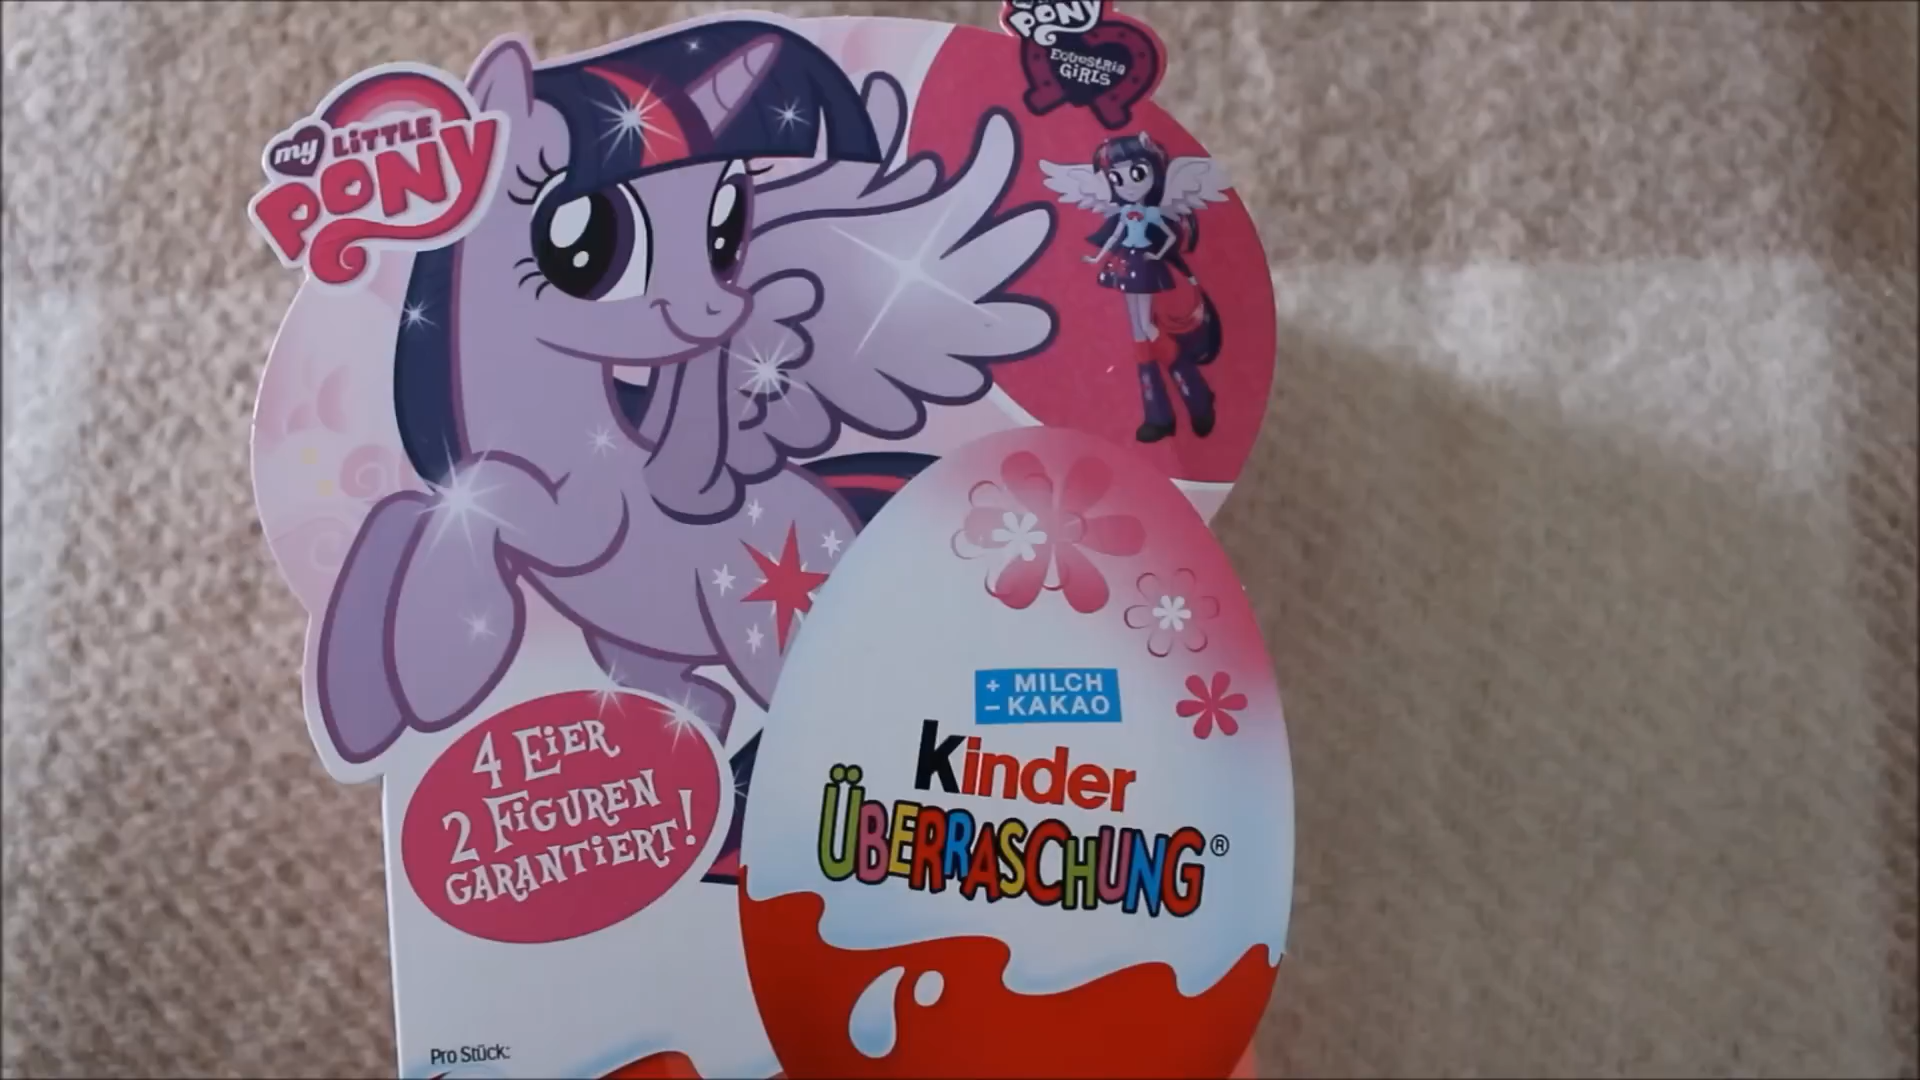 my LiTTLE
PONY
PONY
EQUESTRIA
GiRLS
4 EiER
2 FiGUREN
GARANTiERT!
+ MILCH
– KAKAO
Kinder
ÜBERRASCHUNG®
Pro Stück: